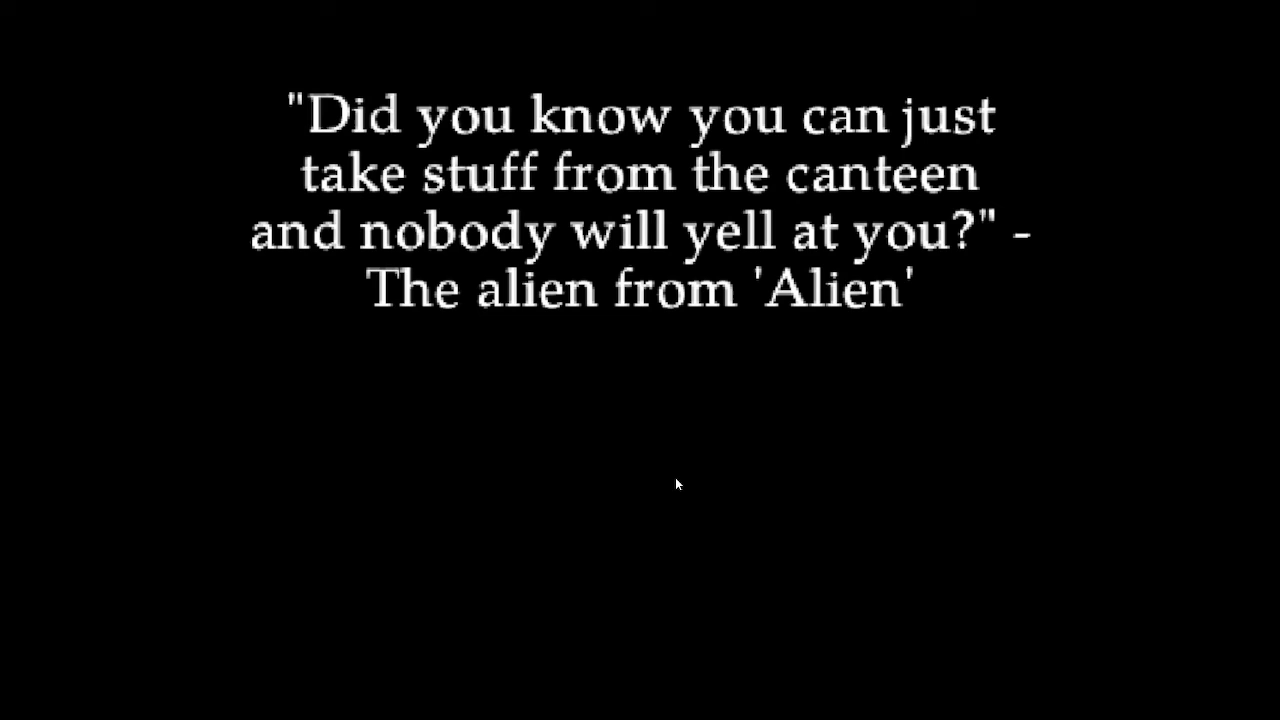 "Did you know you can just
take stuff from the canteen
and nobody will yell at you?" -
The alien from 'Alien'